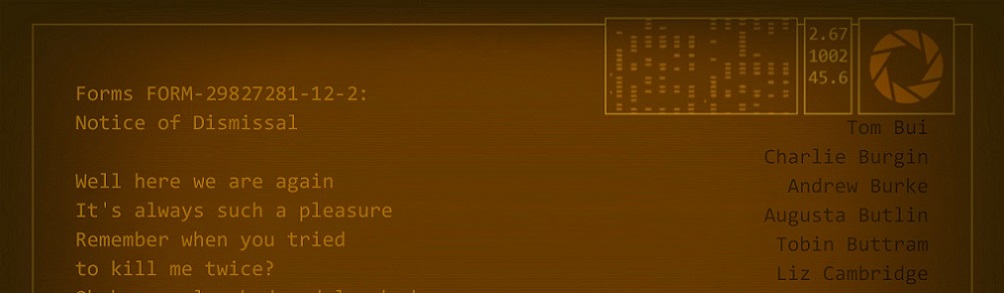 2.67
1002
45.6
Forms FORM-29827281-12-2:
Notice of Dismissal
Well here we are again
It's always such a pleasure
Remember when you tried
to kill me twice?
Tom Bui
Charlie Burgin
Andrew Burke
Augusta Butlin
Tobin Buttram
Liz Cambridge